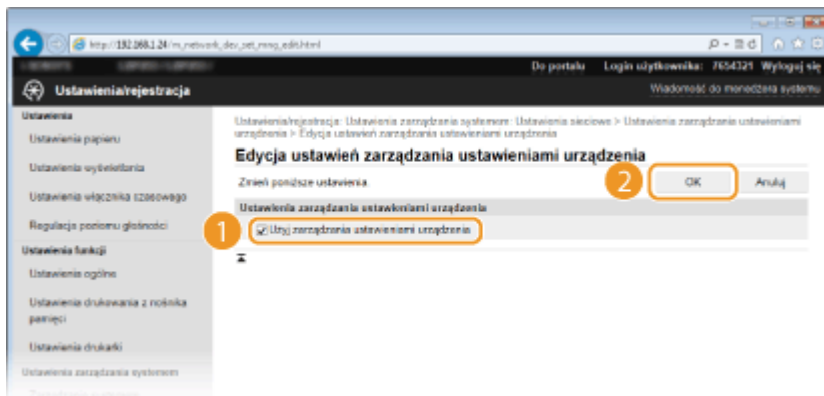 http://192.168.1.24/m_network_dev_set_mng_edit.html
Do portalu Login użytkownika: 7654321 Wyloguj się
Ustawienia/rejestracja
Wiadomość do menedżera systemu
Ustawienia
Ustawienia papieru
Ustawienia wyświetlania
Ustawienia włącznika czasowego
Regulacja poziomu głośności
Ustawienia funkcji
Ustawienia ogólne
Ustawienia drukowania z nośnika
pamięci
Ustawienia drukarki
Ustawienia zarządzania systemem
Ustawienia/rejestracja: Ustawienia zarządzania systemem: Ustawienia sieciowe > Ustawienia zarządzania ustawieniami
urządzenia > Edycja ustawień zarządzania ustawieniami urządzenia
Edycja ustawień zarządzania ustawieniami urządzenia
Zmień poniższe ustawienia.
2
OK
Anuluj
Ustawienia zarządzania ustawieniami urządzenia
1
Użyj zarządzania ustawieniami urządzenia